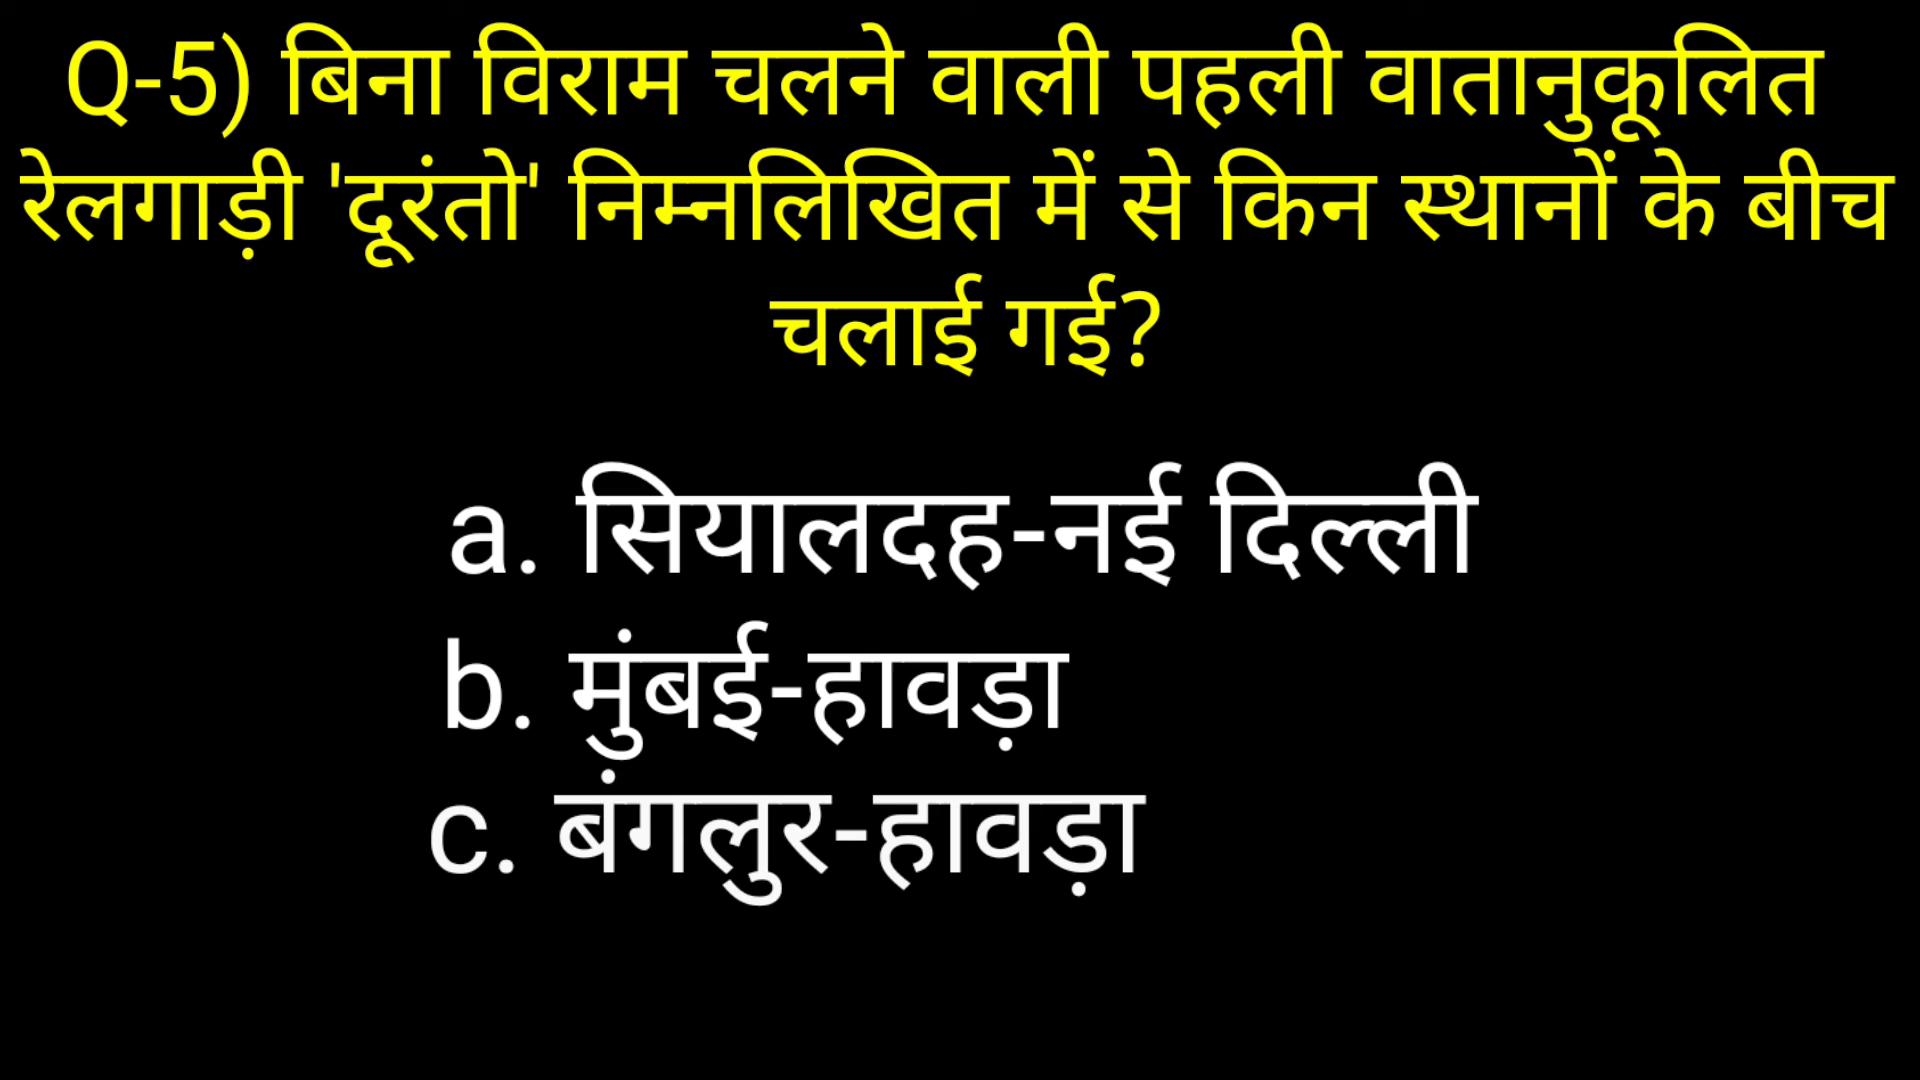 Q-5) बिना विराम चलने वाली पहली वातानुकूलित
रेलगाड़ी 'दूरंतो' निम्नलिखित में से किन स्थानों के बीच
चलाई गई?
a. सियालदह-नई दिल्ली
b. मुंबई-हावड़ा
c. बंगलुर-हावड़ा